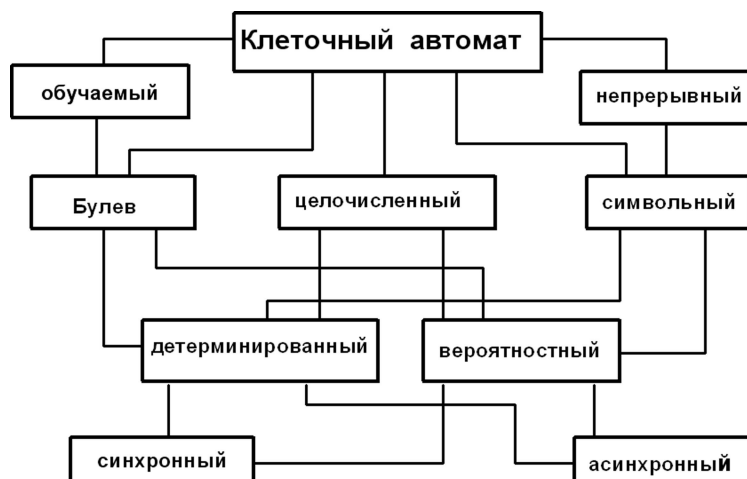 Клеточный автомат
обучаемый
непрерывный
Булев
целочисленный
символьный
детерминированный
вероятностный
синхронный
асинхронный